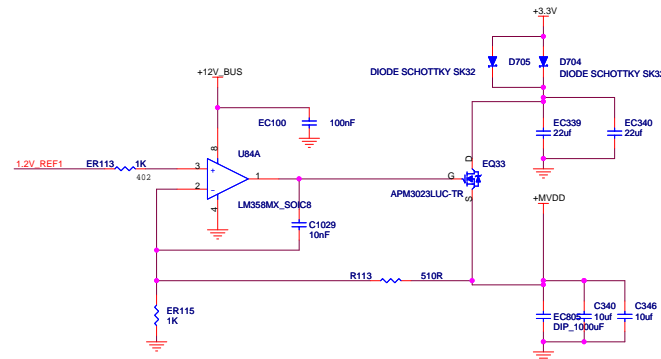 +3.3V
D705
D704
DIODE SCHOTTKY SK32
DIODE SCHOTTKY SK32
+12V_BUS
EC100
100nF
EC339
22uf
EC340
22uf
8
U84A
1.2V_REF1
ER113
1K
402
3
+
2
-
1
4
LM358MX_SOIC8
D
G
S
EQ33
APM3023LUC-TR
C1029
10nF
+MVDD
R113
510R
ER115
1K
EC805
DIP_1000uF
C340
10uf
C346
10uf